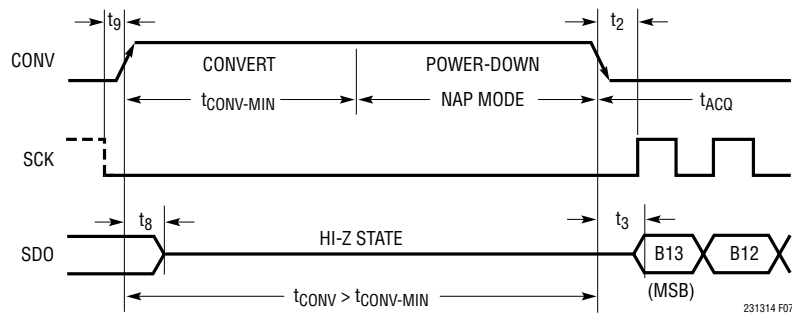 t9
t2
CONV
CONVERT
POWER-DOWN
tCONV-MIN
NAP MODE
tACQ
SCK
t8
t3
SDO
HI-Z STATE
B13
B12
(MSB)
tCONV > tCONV-MIN
231314 F07